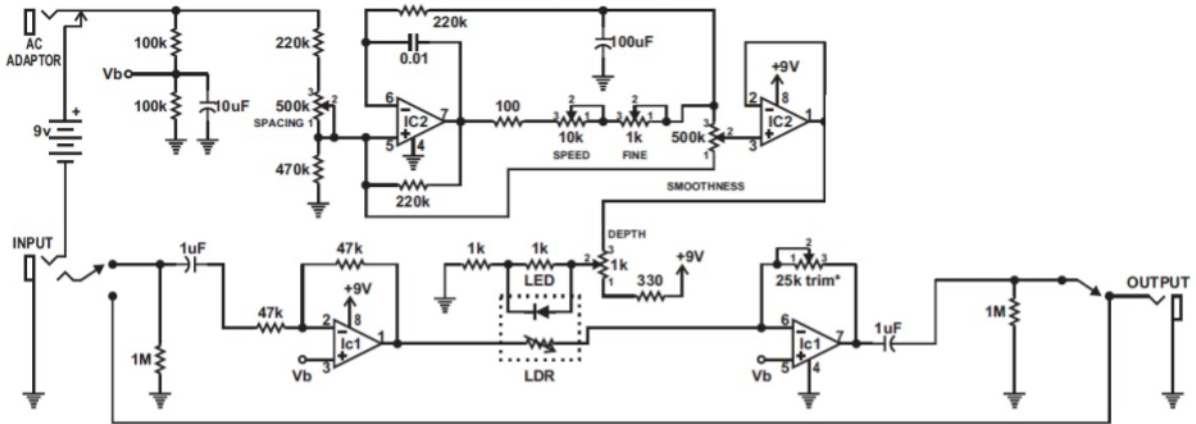 AC
ADAPTOR
9v
+
100k
Vb
100k
10uF
220k
3
500k
2
SPACING
1
470k
220k
0.01
6
−
7
IC2
+
5
4
220k
100uF
100
2
3
1
10k
SPEED
2
3
1
1k
FINE
3
500k
2
1
SMOOTHNESS
+9V
2
8
−
IC2
1
+
3
INPUT
1uF
1M
47k
47k
+9V
2
8
−
Ic1
1
+
3
Vb
1k
1k
LED
LDR
DEPTH
3
2
1k
1
330
+9V
2
1
3
25k trim*
6
−
7
Ic1
+
5
4
Vb
1uF
1M
OUTPUT